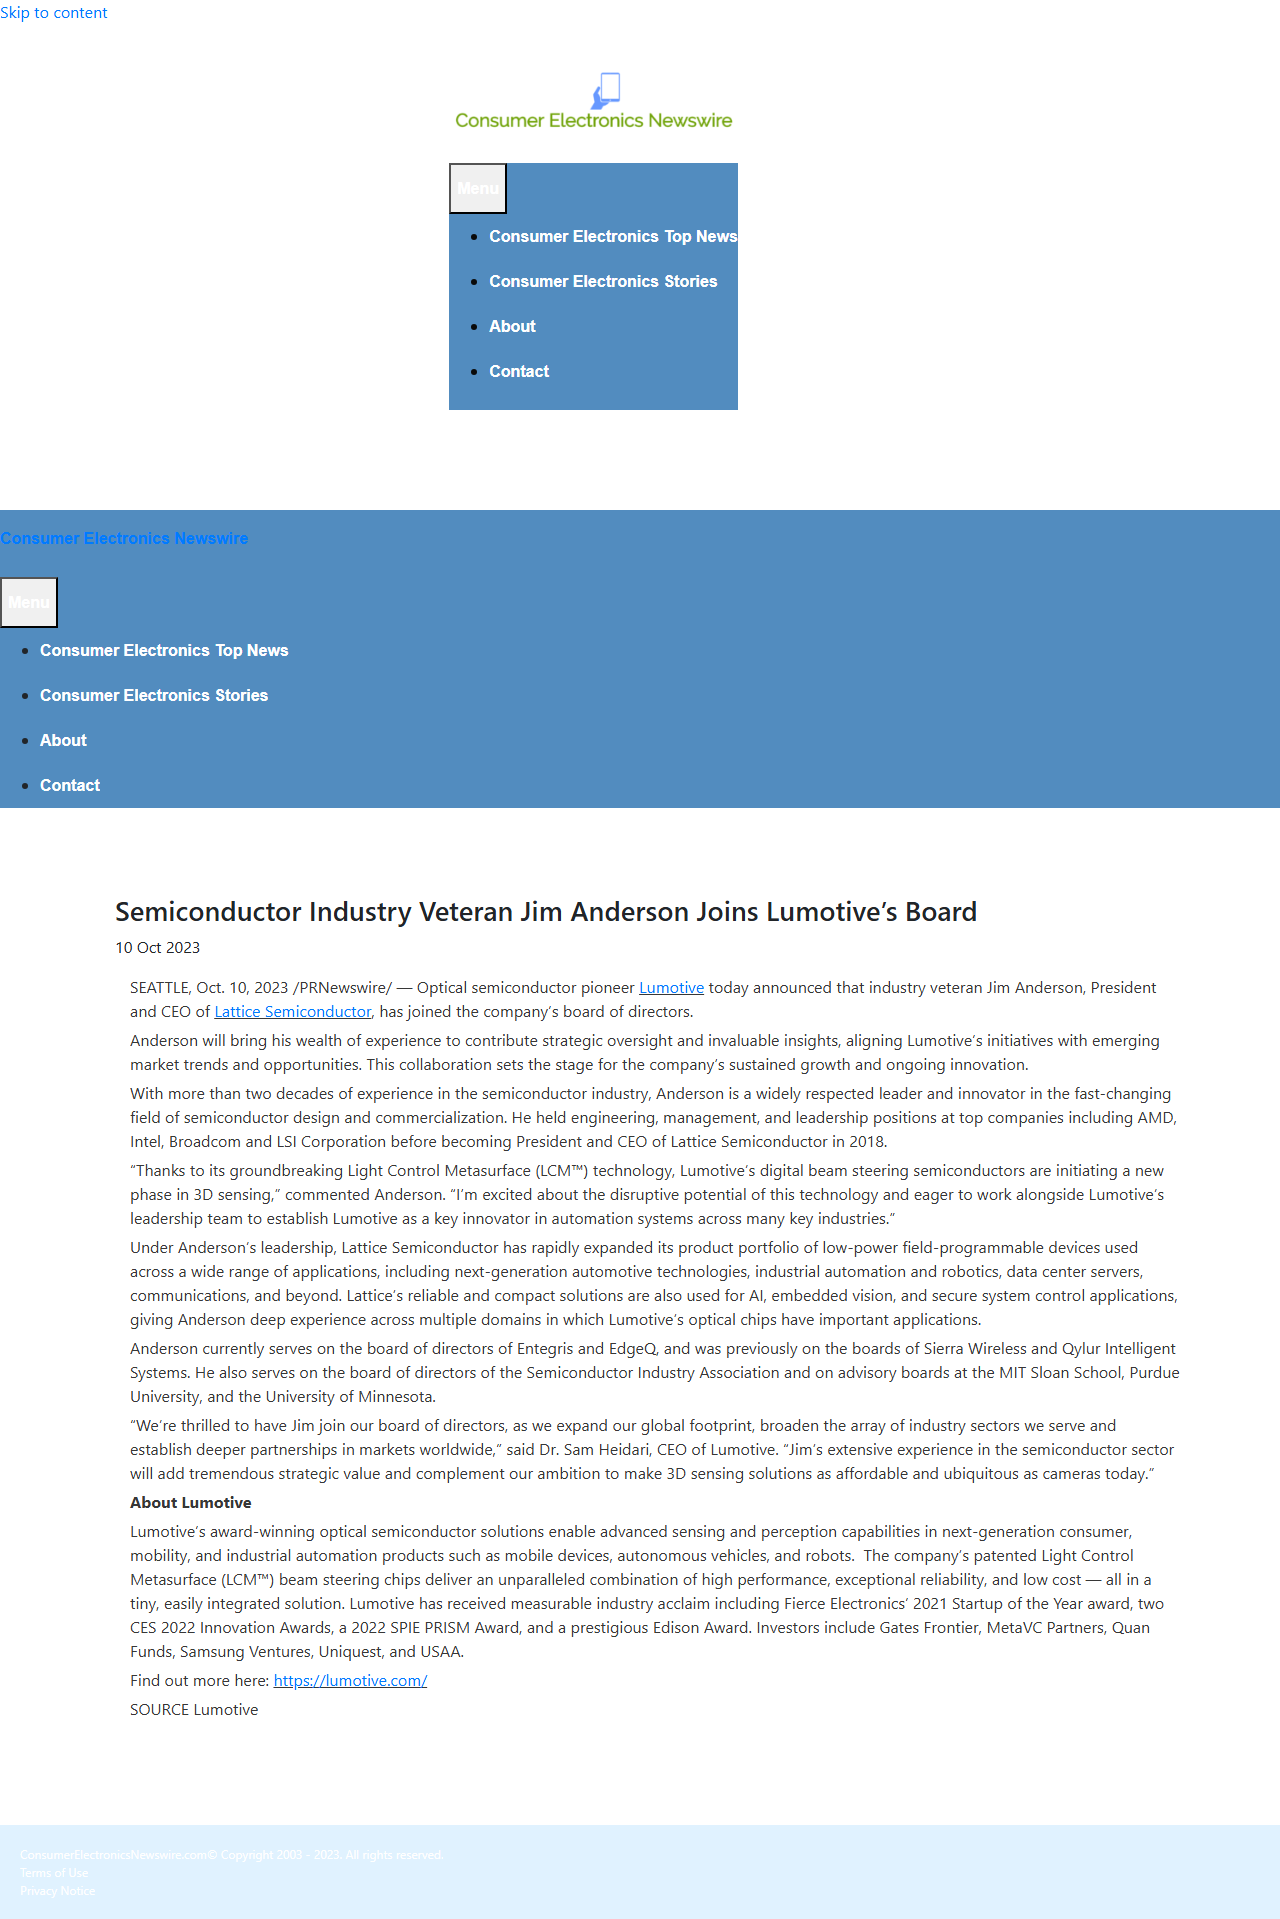 Skip to content
Consumer Electronics Newswire
Menu
Consumer Electronics Top News
Consumer Electronics Stories
About
Contact
Consumer Electronics Newswire
Menu
Consumer Electronics Top News
Consumer Electronics Stories
About
Contact
Semiconductor Industry Veteran Jim Anderson Joins Lumotive’s Board
10 Oct 2023
SEATTLE, Oct. 10, 2023 /PRNewswire/ — Optical semiconductor pioneer Lumotive today announced that industry veteran Jim Anderson, President
and CEO of Lattice Semiconductor, has joined the company’s board of directors.
Anderson will bring his wealth of experience to contribute strategic oversight and invaluable insights, aligning Lumotive’s initiatives with emerging
market trends and opportunities. This collaboration sets the stage for the company’s sustained growth and ongoing innovation.
With more than two decades of experience in the semiconductor industry, Anderson is a widely respected leader and innovator in the fast-changing
field of semiconductor design and commercialization. He held engineering, management, and leadership positions at top companies including AMD,
Intel, Broadcom and LSI Corporation before becoming President and CEO of Lattice Semiconductor in 2018.
“Thanks to its groundbreaking Light Control Metasurface (LCM™) technology, Lumotive’s digital beam steering semiconductors are initiating a new
phase in 3D sensing,” commented Anderson. “I’m excited about the disruptive potential of this technology and eager to work alongside Lumotive’s
leadership team to establish Lumotive as a key innovator in automation systems across many key industries.”
Under Anderson’s leadership, Lattice Semiconductor has rapidly expanded its product portfolio of low-power field-programmable devices used
across a wide range of applications, including next-generation automotive technologies, industrial automation and robotics, data center servers,
communications, and beyond. Lattice’s reliable and compact solutions are also used for AI, embedded vision, and secure system control applications,
giving Anderson deep experience across multiple domains in which Lumotive’s optical chips have important applications.
Anderson currently serves on the board of directors of Entegris and EdgeQ, and was previously on the boards of Sierra Wireless and Qylur Intelligent
Systems. He also serves on the board of directors of the Semiconductor Industry Association and on advisory boards at the MIT Sloan School, Purdue
University, and the University of Minnesota.
“We’re thrilled to have Jim join our board of directors, as we expand our global footprint, broaden the array of industry sectors we serve and
establish deeper partnerships in markets worldwide,” said Dr. Sam Heidari, CEO of Lumotive. “Jim’s extensive experience in the semiconductor sector
will add tremendous strategic value and complement our ambition to make 3D sensing solutions as affordable and ubiquitous as cameras today.”
About Lumotive
Lumotive’s award-winning optical semiconductor solutions enable advanced sensing and perception capabilities in next-generation consumer,
mobility, and industrial automation products such as mobile devices, autonomous vehicles, and robots.  The company’s patented Light Control
Metasurface (LCM™) beam steering chips deliver an unparalleled combination of high performance, exceptional reliability, and low cost — all in a
tiny, easily integrated solution. Lumotive has received measurable industry acclaim including Fierce Electronics’ 2021 Startup of the Year award, two
CES 2022 Innovation Awards, a 2022 SPIE PRISM Award, and a prestigious Edison Award. Investors include Gates Frontier, MetaVC Partners, Quan
Funds, Samsung Ventures, Uniquest, and USAA.
Find out more here: https://lumotive.com/
SOURCE Lumotive
ConsumerElectronicsNewswire.com© Copyright 2003 - 2023. All rights reserved.
Terms of Use
Privacy Notice